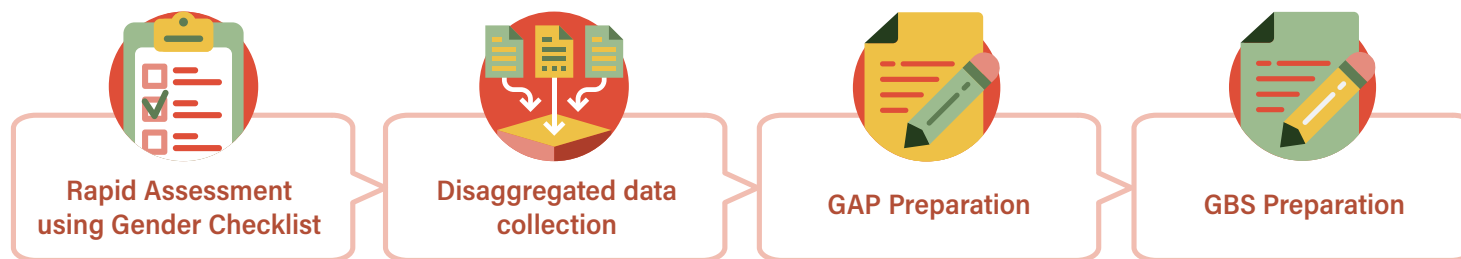 Rapid Assessment
using Gender Checklist
Disaggregated data
collection
GAP Preparation
GBS Preparation